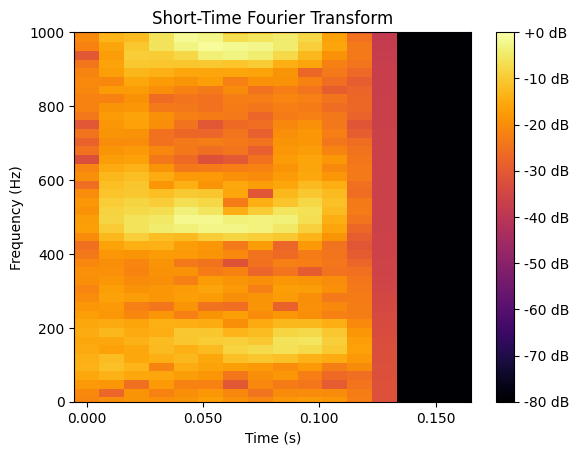 Short-Time Fourier Transform
Frequency (Hz)
1000
800
600
400
200
0
0.000
0.050
0.100
0.150
Time (s)
+0 dB
-10 dB
-20 dB
-30 dB
-40 dB
-50 dB
-60 dB
-70 dB
-80 dB